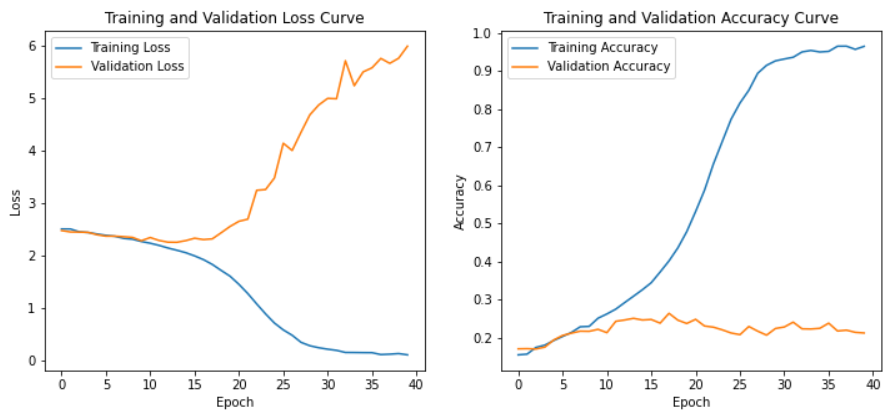 Training and Validation Loss Curve
Training Loss
Validation Loss
6
5
4
3
2
1
0
Loss
0 5 10 15 20 25 30 35 40
Epoch
Training and Validation Accuracy Curve
Training Accuracy
Validation Accuracy
1.0
0.9
0.8
0.7
0.6
0.5
0.4
0.3
0.2
Accuracy
0 5 10 15 20 25 30 35 40
Epoch